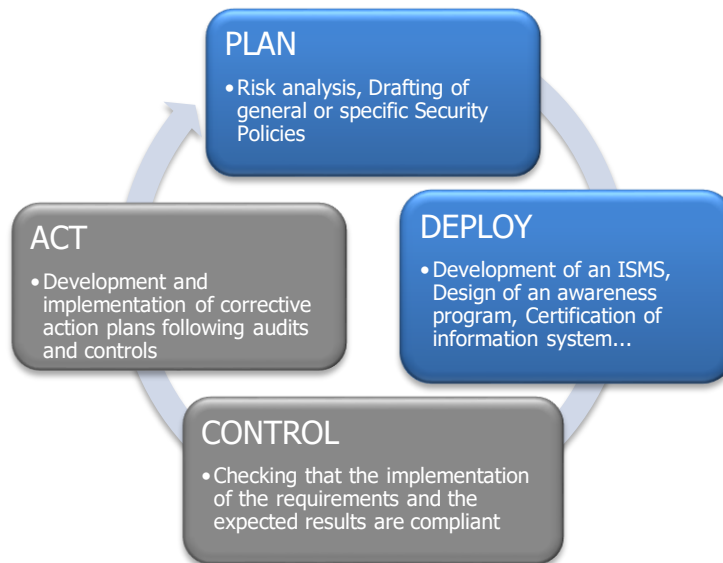 PLAN
•Risk analysis, Drafting of
general or specific Security
Policies
DEPLOY
•Development of an ISMS,
Design of an awareness
program, Certification of
information system...
CONTROL
•Checking that the implementation
of the requirements and the
expected results are compliant
ACT
•Development and
implementation of corrective
action plans following audits
and controls